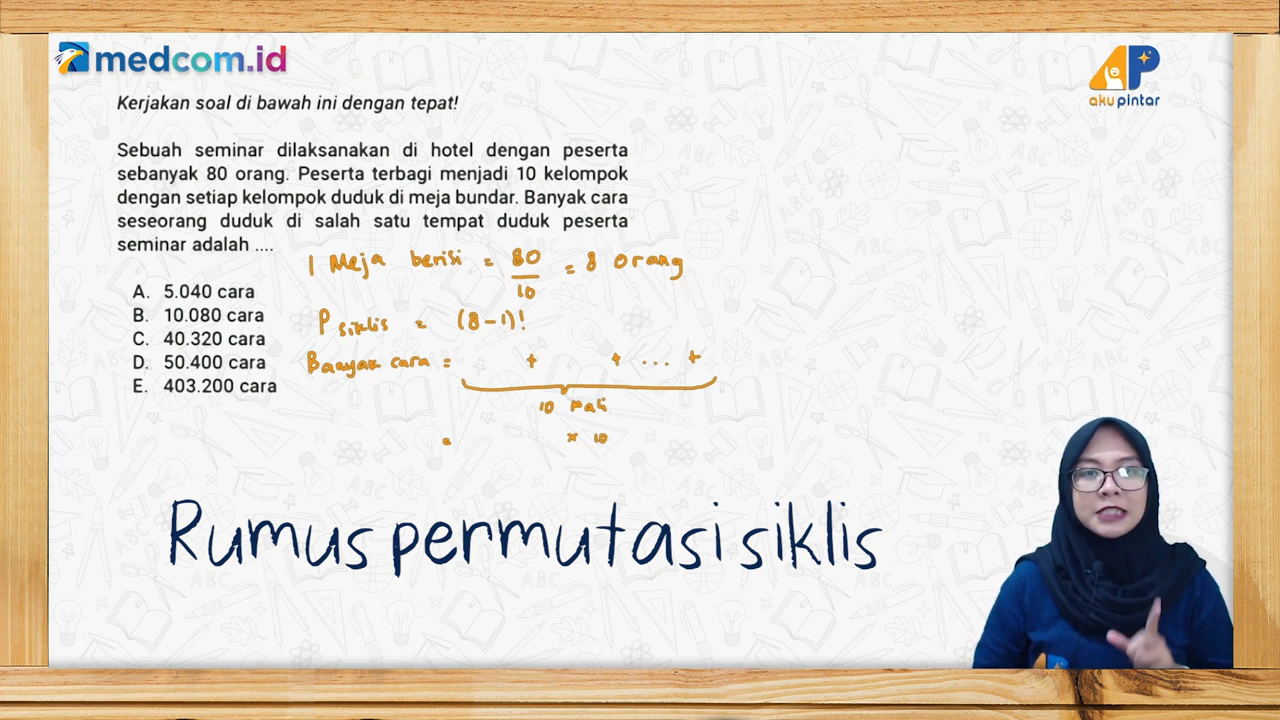 medcom.id
AP
aku pintar
Kerjakan soal di bawah ini dengan tepat!
Sebuah seminar dilaksanakan di hotel dengan peserta
sebanyak 80 orang. Peserta terbagi menjadi 10 kelompok
dengan setiap kelompok duduk di meja bundar. Banyak cara
seseorang duduk di salah satu tempat duduk peserta
seminar adalah ....
A. 5.040 cara
B. 10.080 cara
C. 40.320 cara
D. 50.400 cara
E. 403.200 cara
1 Meja berisi = 80/10 = 8 orang
P siklis = (8-1)!
Banyak cara = + + ... +
10 kali
= × 10
Rumus permutasi siklis